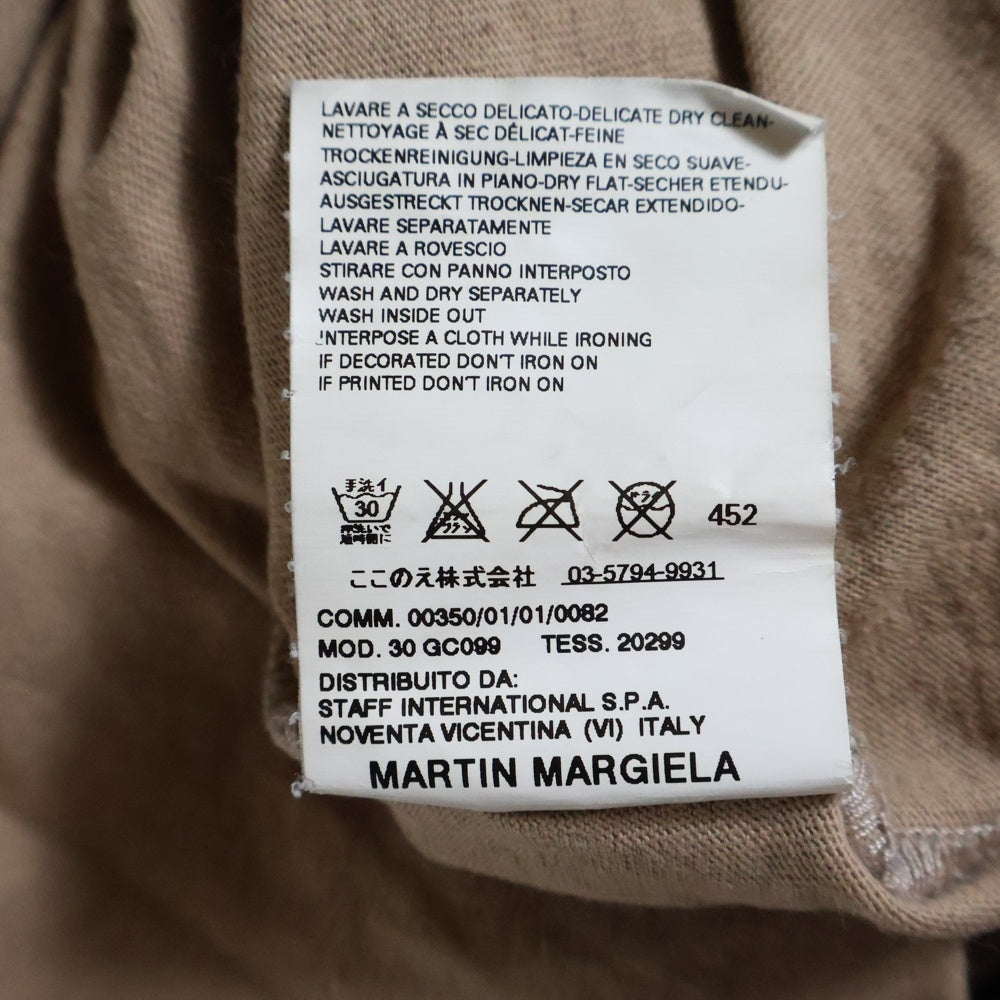 LAVARE A SECCO DELICATO-DELICATE DRY CLEAN-
NETTOYAGE À SEC DÉLICAT-FEINE
TROCKENREINIGUNG-LIMPIEZA EN SECO SUAVE-
ASCIUGATURA IN PIANO-DRY FLAT-SECHER ETENDU-
AUSGESTRECKT TROCKNEN-SECAR EXTENDIDO-
LAVARE SEPARATAMENTE
LAVARE A ROVESCIO
STIRARE CON PANNO INTERPOSTO
WASH AND DRY SEPARATELY
WASH INSIDE OUT
INTERPOSE A CLOTH WHILE IRONING
IF DECORATED DON'T IRON ON
IF PRINTED DON'T IRON ON
手洗イ
30 452
ドライ
ここのえ株式会社 03-5794-9931
COMM. 00350/01/01/0082
MOD. 30 GC099 TESS. 20299
DISTRIBUITO DA:
STAFF INTERNATIONAL S.P.A.
NOVENTA VICENTINA (VI) ITALY
MARTIN MARGIELA